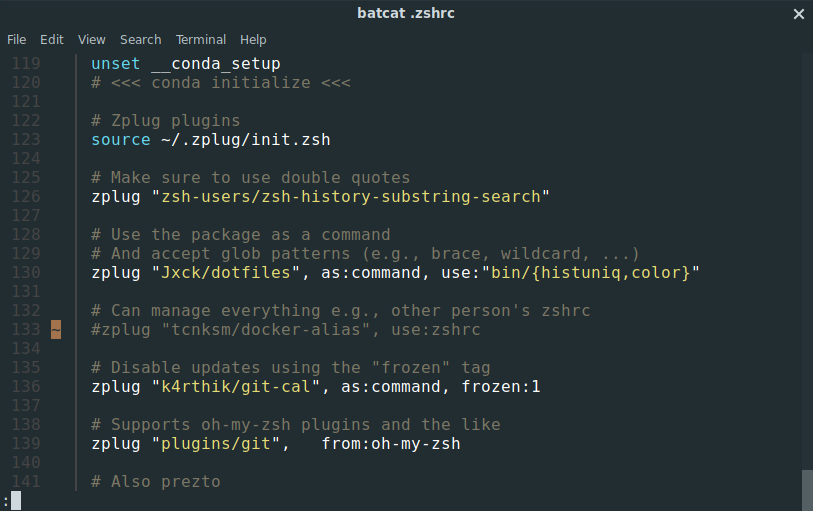 batcat .zshrc ×
File Edit View Search Terminal Help
119 unset __conda_setup
120 # <<< conda initialize <<<
121
122 # Zplug plugins
123 source ~/.zplug/init.zsh
124
125 # Make sure to use double quotes
126 zplug "zsh-users/zsh-history-substring-search"
127
128 # Use the package as a command
129 # And accept glob patterns (e.g., brace, wildcard, ...)
130 zplug "Jxck/dotfiles", as:command, use:"bin/{histuniq,color}"
131
132 # Can manage everything e.g., other person's zshrc
133 ~ #zplug "tcnksm/docker-alias", use:zshrc
134
135 # Disable updates using the "frozen" tag
136 zplug "k4rthik/git-cal", as:command, frozen:1
137
138 # Supports oh-my-zsh plugins and the like
139 zplug "plugins/git",   from:oh-my-zsh
140
141 # Also prezto
: